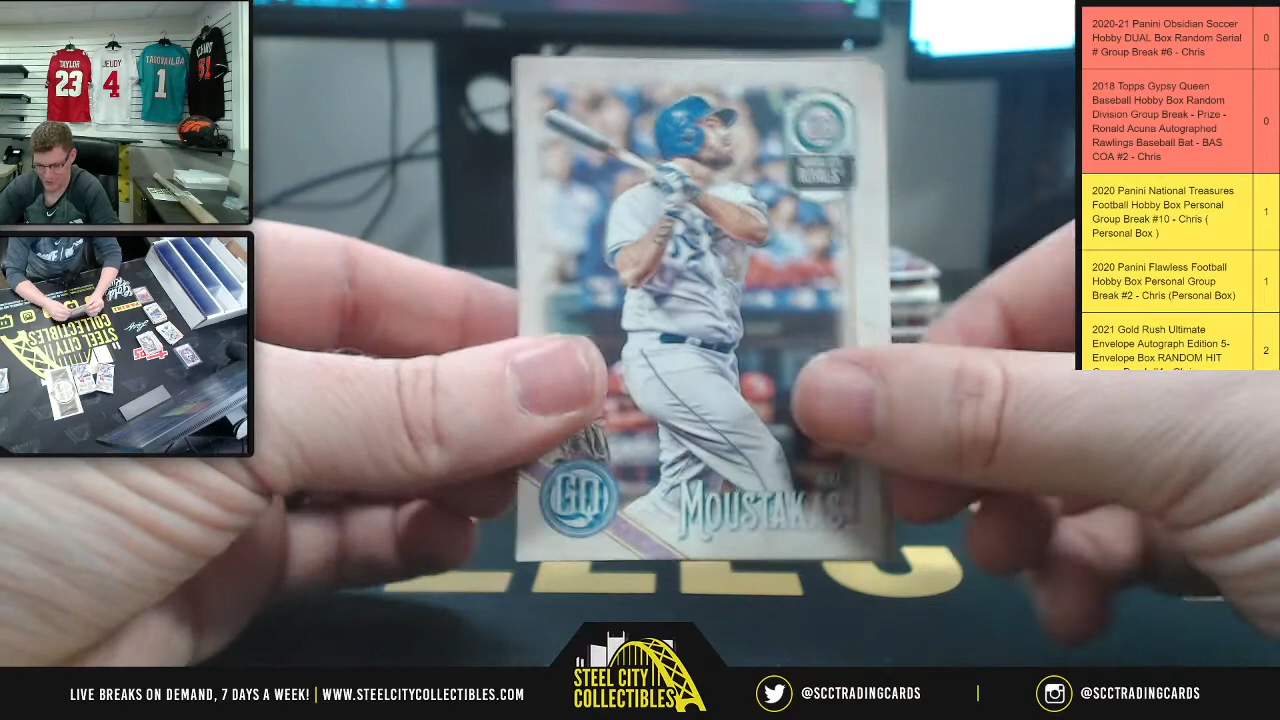 TAYLOR
23
JEUDY
4
TAGOVAILOA
1
51
STEEL CITY
COLLECTIBLES
2020-21 Panini Obsidian Soccer
Hobby DUAL Box Random Serial
# Group Break #6 - Chris
0
2018 Topps Gypsy Queen
Baseball Hobby Box Random
Division Group Break - Prize -
Ronald Acuna Autographed
Rawlings Baseball Bat - BAS
COA #2 - Chris
0
2020 Panini National Treasures
Football Hobby Box Personal
Group Break #10 - Chris (
Personal Box )
1
2020 Panini Flawless Football
Hobby Box Personal Group
Break #2 - Chris (Personal Box)
1
2021 Gold Rush Ultimate
Envelope Autograph Edition 5-
Envelope Box RANDOM HIT
2
GQ
MOUSTAKAS
LIVE BREAKS ON DEMAND, 7 DAYS A WEEK! | WWW.STEELCITYCOLLECTIBLES.COM
STEEL CITY
COLLECTIBLES
@SCCTRADINGCARDS
|
@SCCTRADINGCARDS